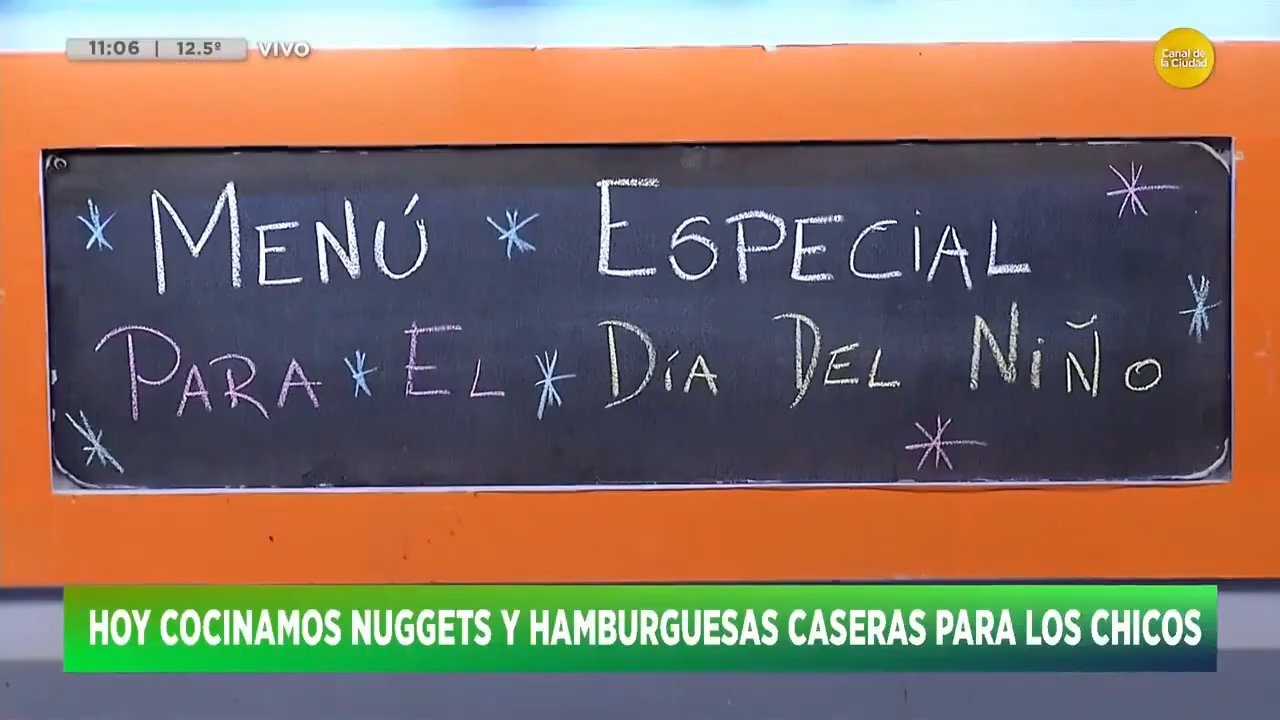 11:06 | 12.5º VIVO
Canal de
la Ciudad
MENÚ ESPECIAL
PARA EL DÍA DEL NIÑO
HOY COCINAMOS NUGGETS Y HAMBURGUESAS CASERAS PARA LOS CHICOS